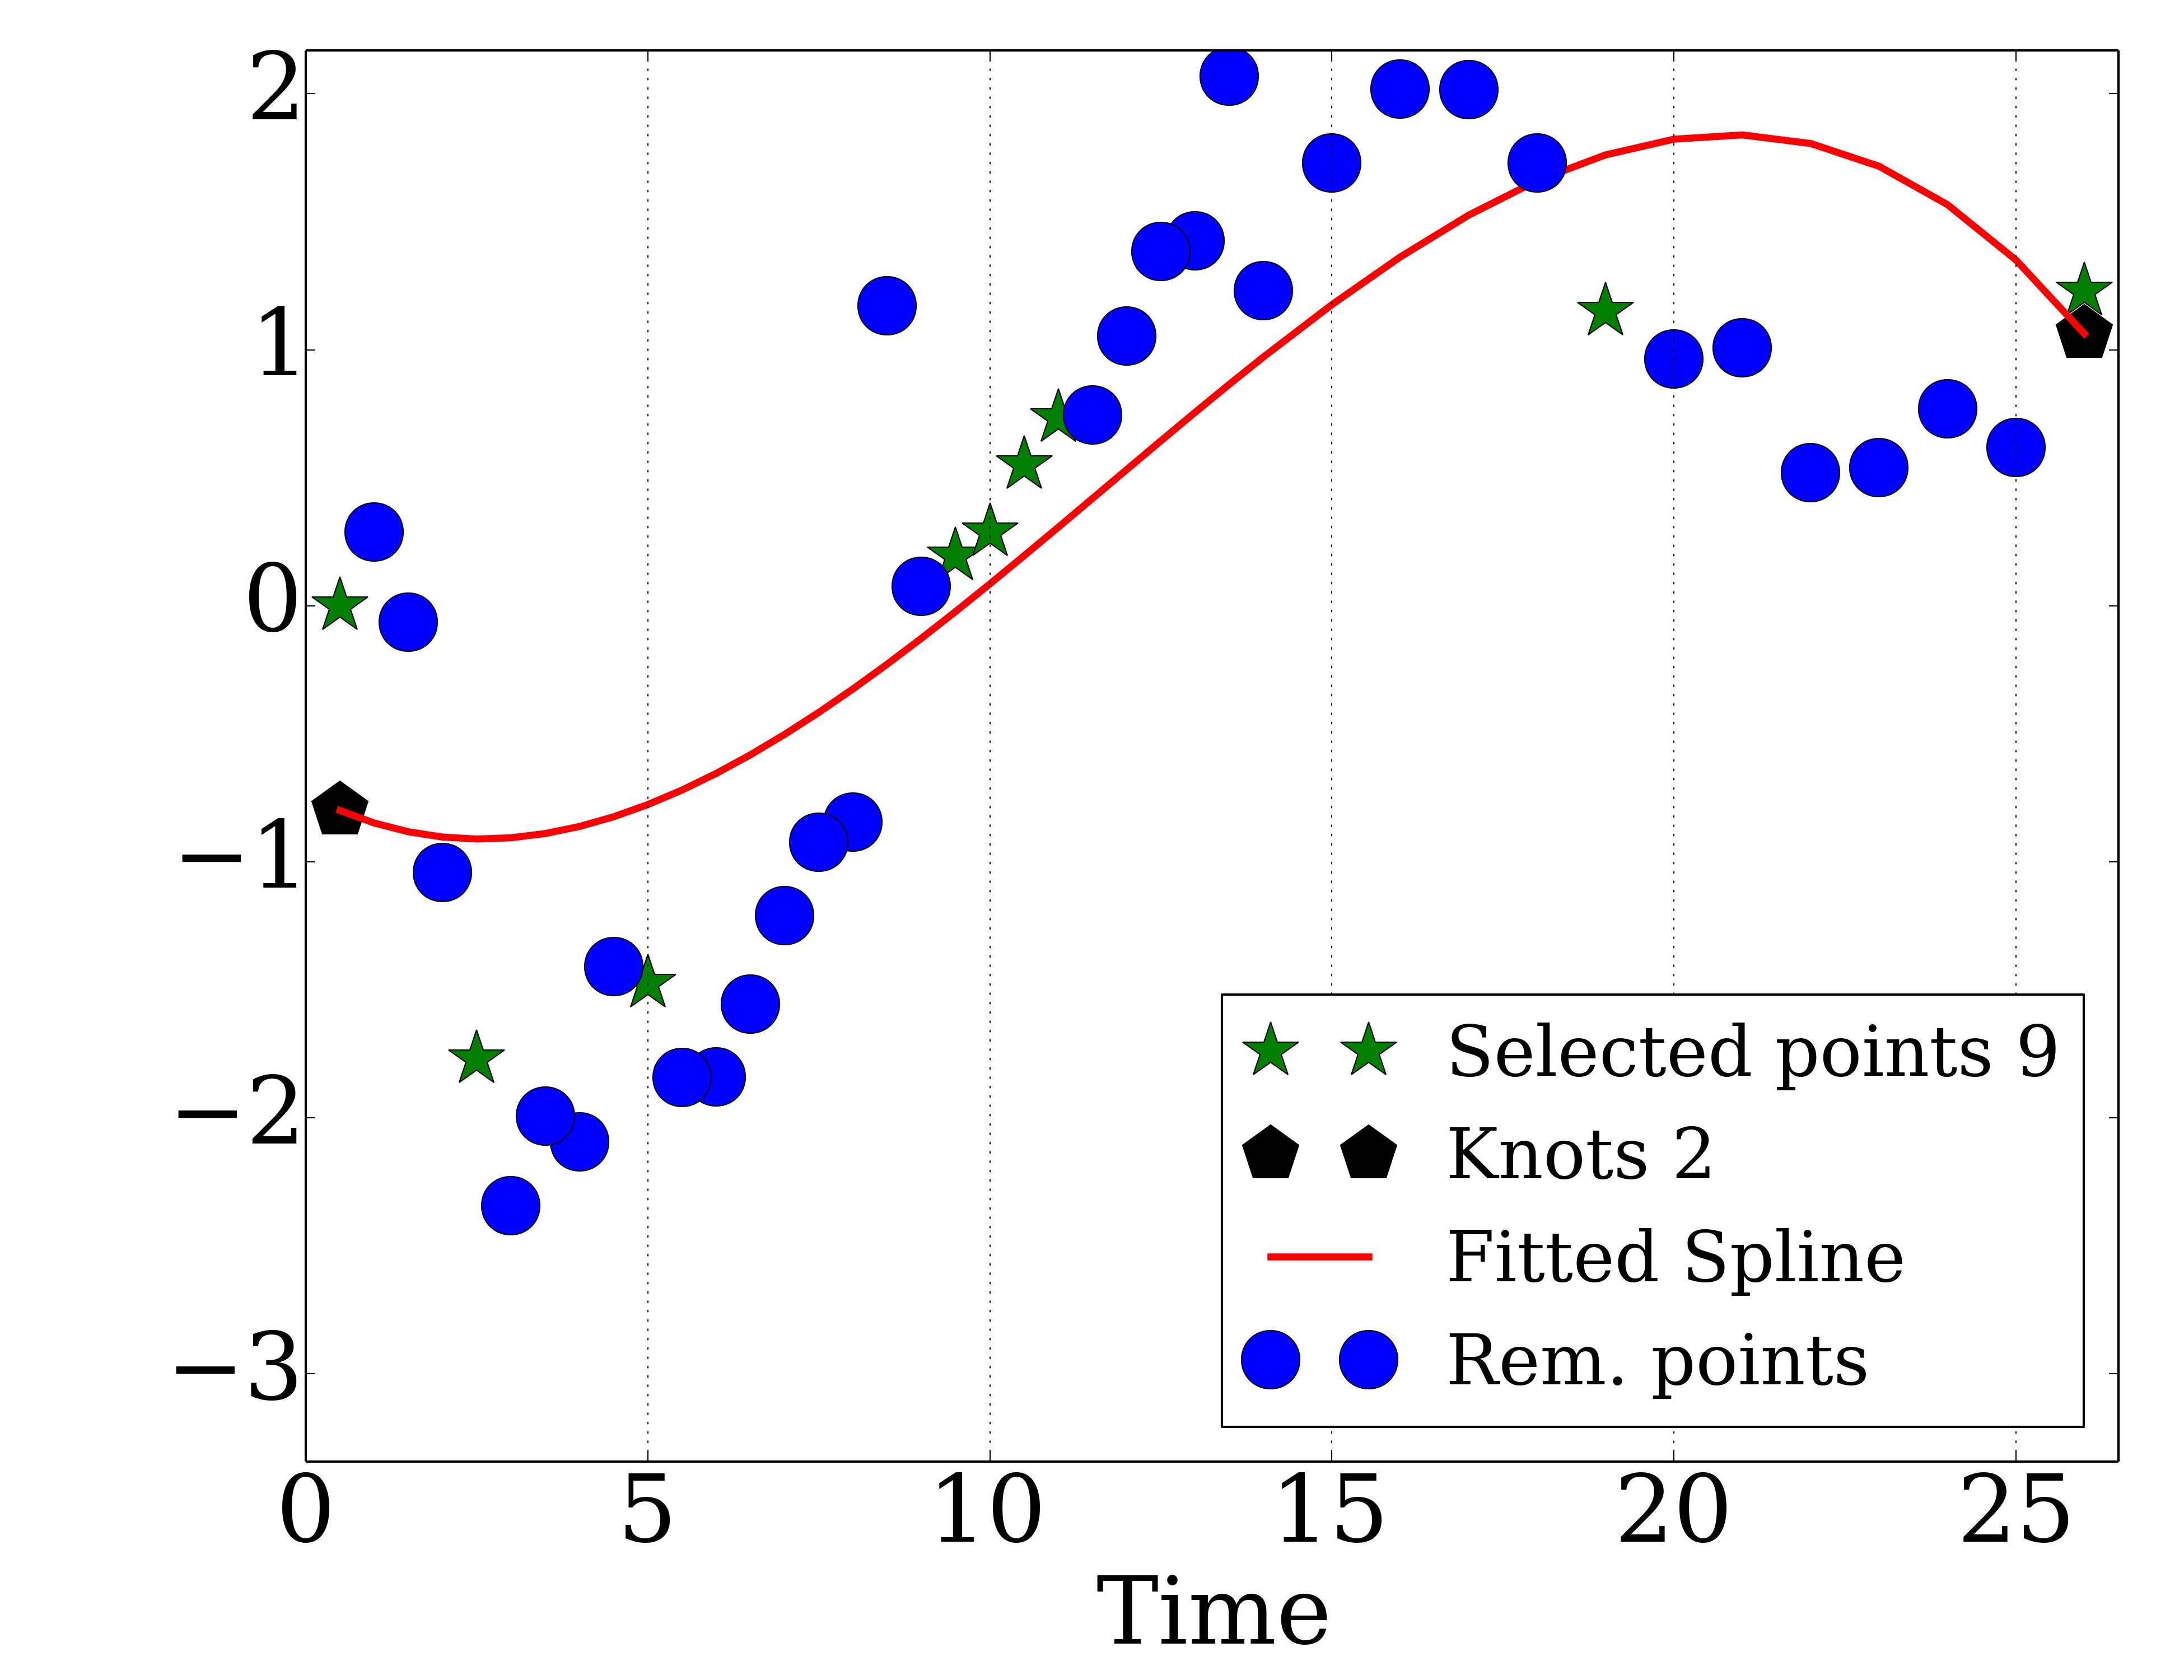 2
1
0
−1
−2
−3
0 5 10 15 20 25
Time
Selected points 9
Knots 2
Fitted Spline
Rem. points